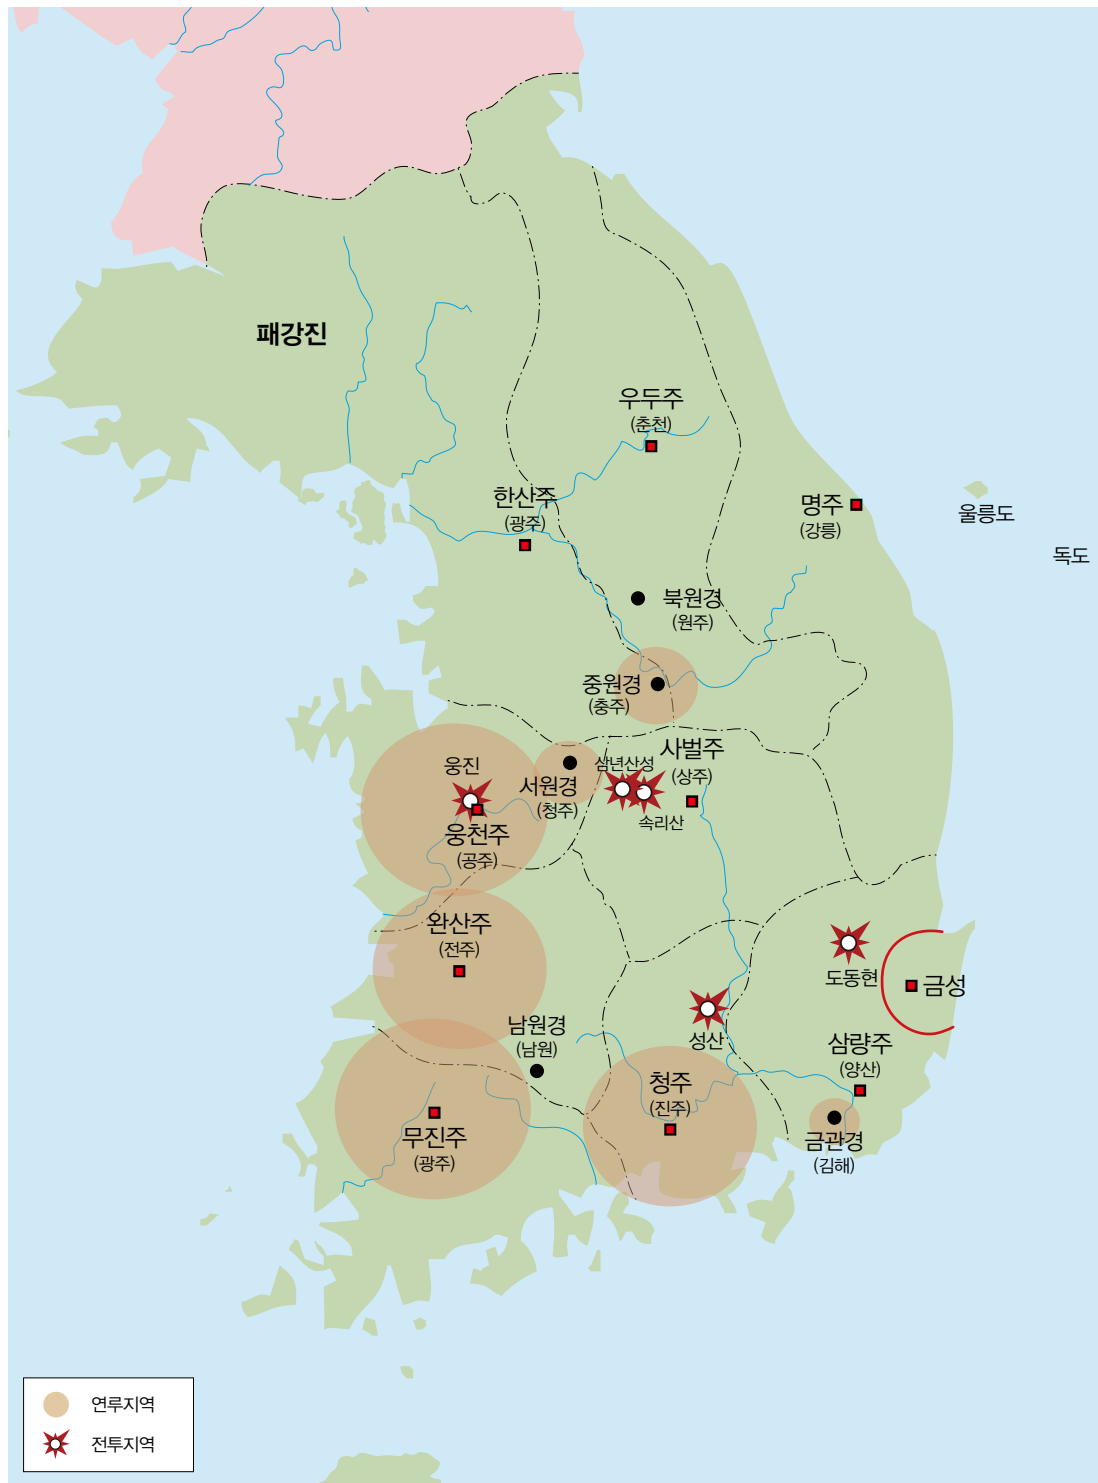 패강진
우두주
(춘천)
한산주
(광주)
명주
(강릉)
울릉도
독도
북원경
(원주)
중원경
(충주)
사벌주
(상주)
삼년산성
속리산
웅진
서원경
(청주)
웅천주
(공주)
완산주
(전주)
도동현
금성
성산
남원경
(남원)
삼량주
(양산)
청주
(진주)
무진주
(광주)
금관경
(김해)
연루지역
전투지역